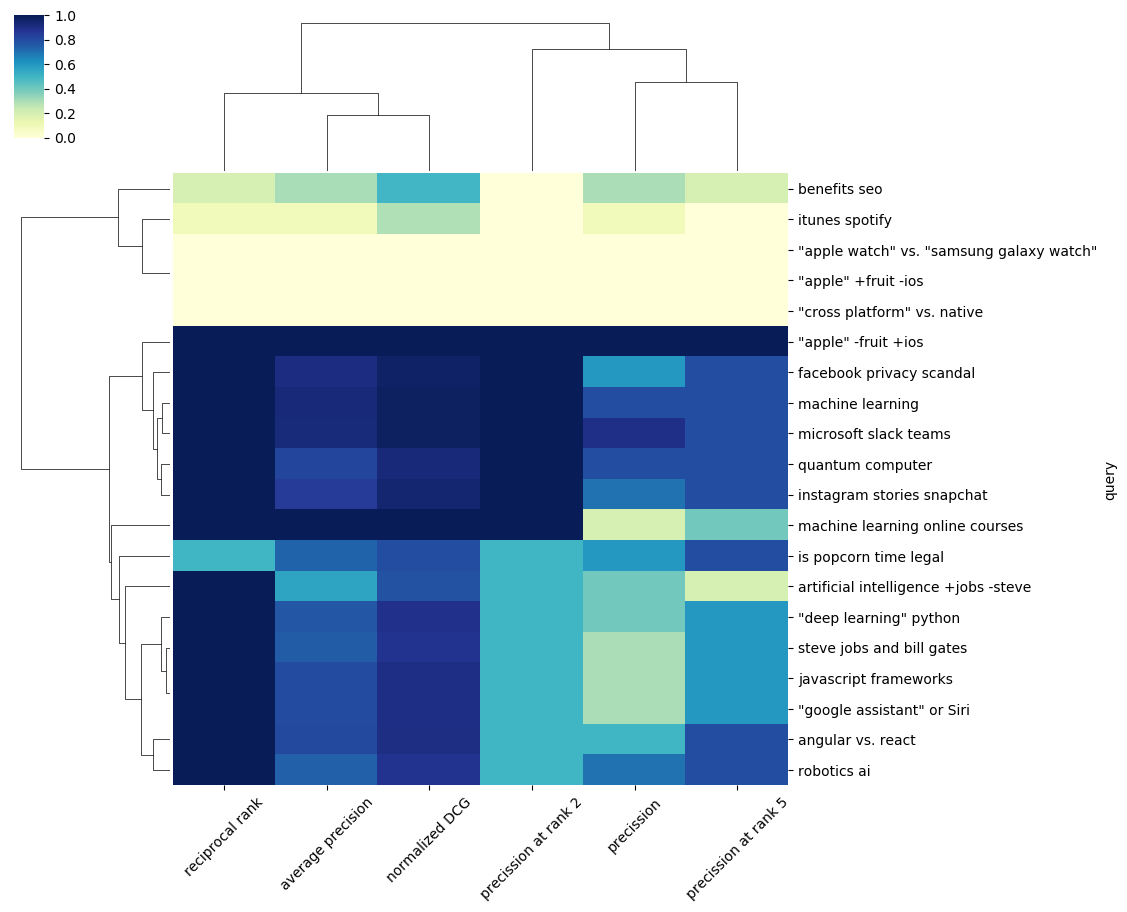 1.0
0.8
0.6
0.4
0.2
0.0
benefits seo
itunes spotify
"apple watch" vs. "samsung galaxy watch"
"apple" +fruit -ios
"cross platform" vs. native
"apple" -fruit +ios
facebook privacy scandal
machine learning
microsoft slack teams
quantum computer
instagram stories snapchat
machine learning online courses
is popcorn time legal
artificial intelligence +jobs -steve
"deep learning" python
steve jobs and bill gates
javascript frameworks
"google assistant" or Siri
angular vs. react
robotics ai
query
reciprocal rank
average precision
normalized DCG
precission at rank 2
precission
precission at rank 5